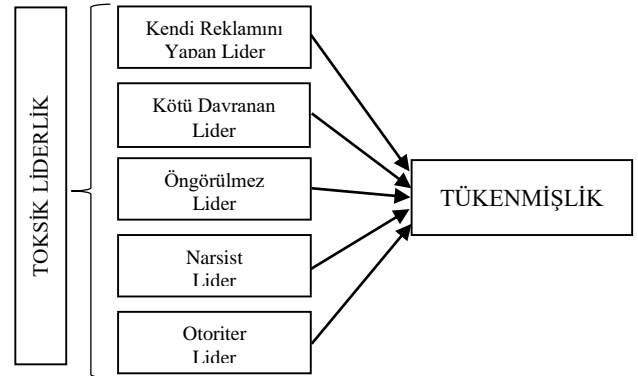 TOKSİK LİDERLİK
Kendi Reklamını
Yapan Lider
Kötü Davranan
Lider
Öngörülmez
Lider
Narsist
Lider
Otoriter
Lider
TÜKENMİŞLİK